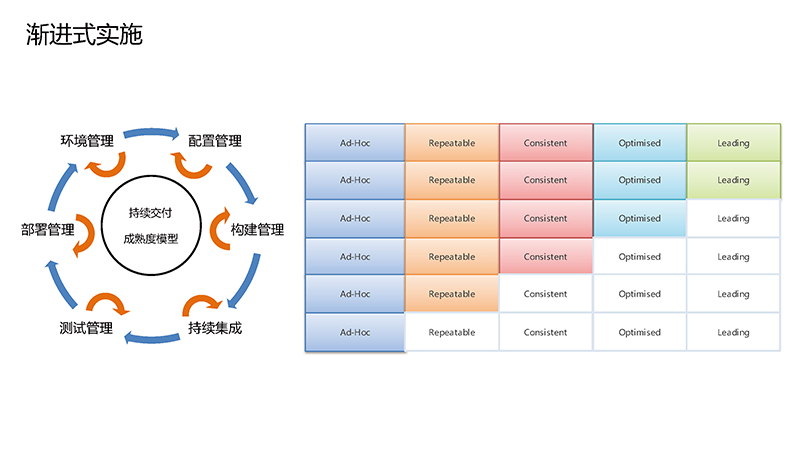 渐进式实施
环境管理
配置管理
持续交付
成熟度模型
部署管理
构建管理
测试管理
持续集成
Ad-Hoc Repeatable Consistent Optimised Leading
Ad-Hoc Repeatable Consistent Optimised Leading
Ad-Hoc Repeatable Consistent Optimised Leading
Ad-Hoc Repeatable Consistent Optimised Leading
Ad-Hoc Repeatable Consistent Optimised Leading
Ad-Hoc Repeatable Consistent Optimised Leading